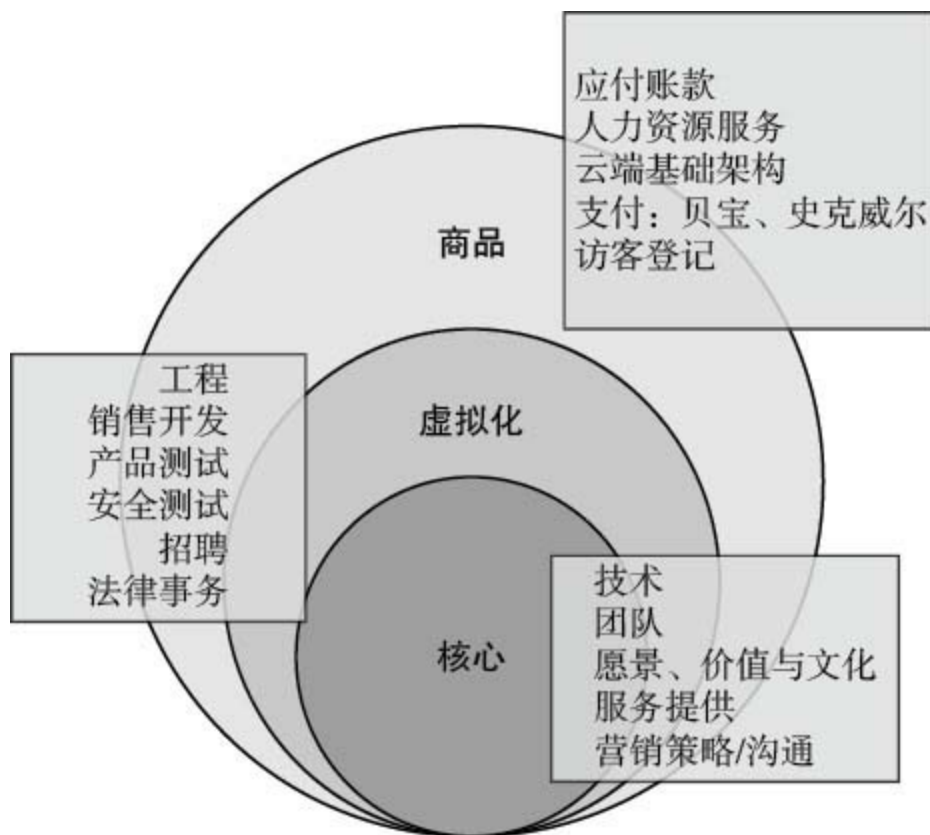 应付账款
人力资源服务
云端基础架构
支付：贝宝、史克威尔
访客登记
商品
工程
销售开发
产品测试
安全测试
招聘
法律事务
虚拟化
核心
技术
团队
愿景、价值与文化
服务提供
营销策略/沟通